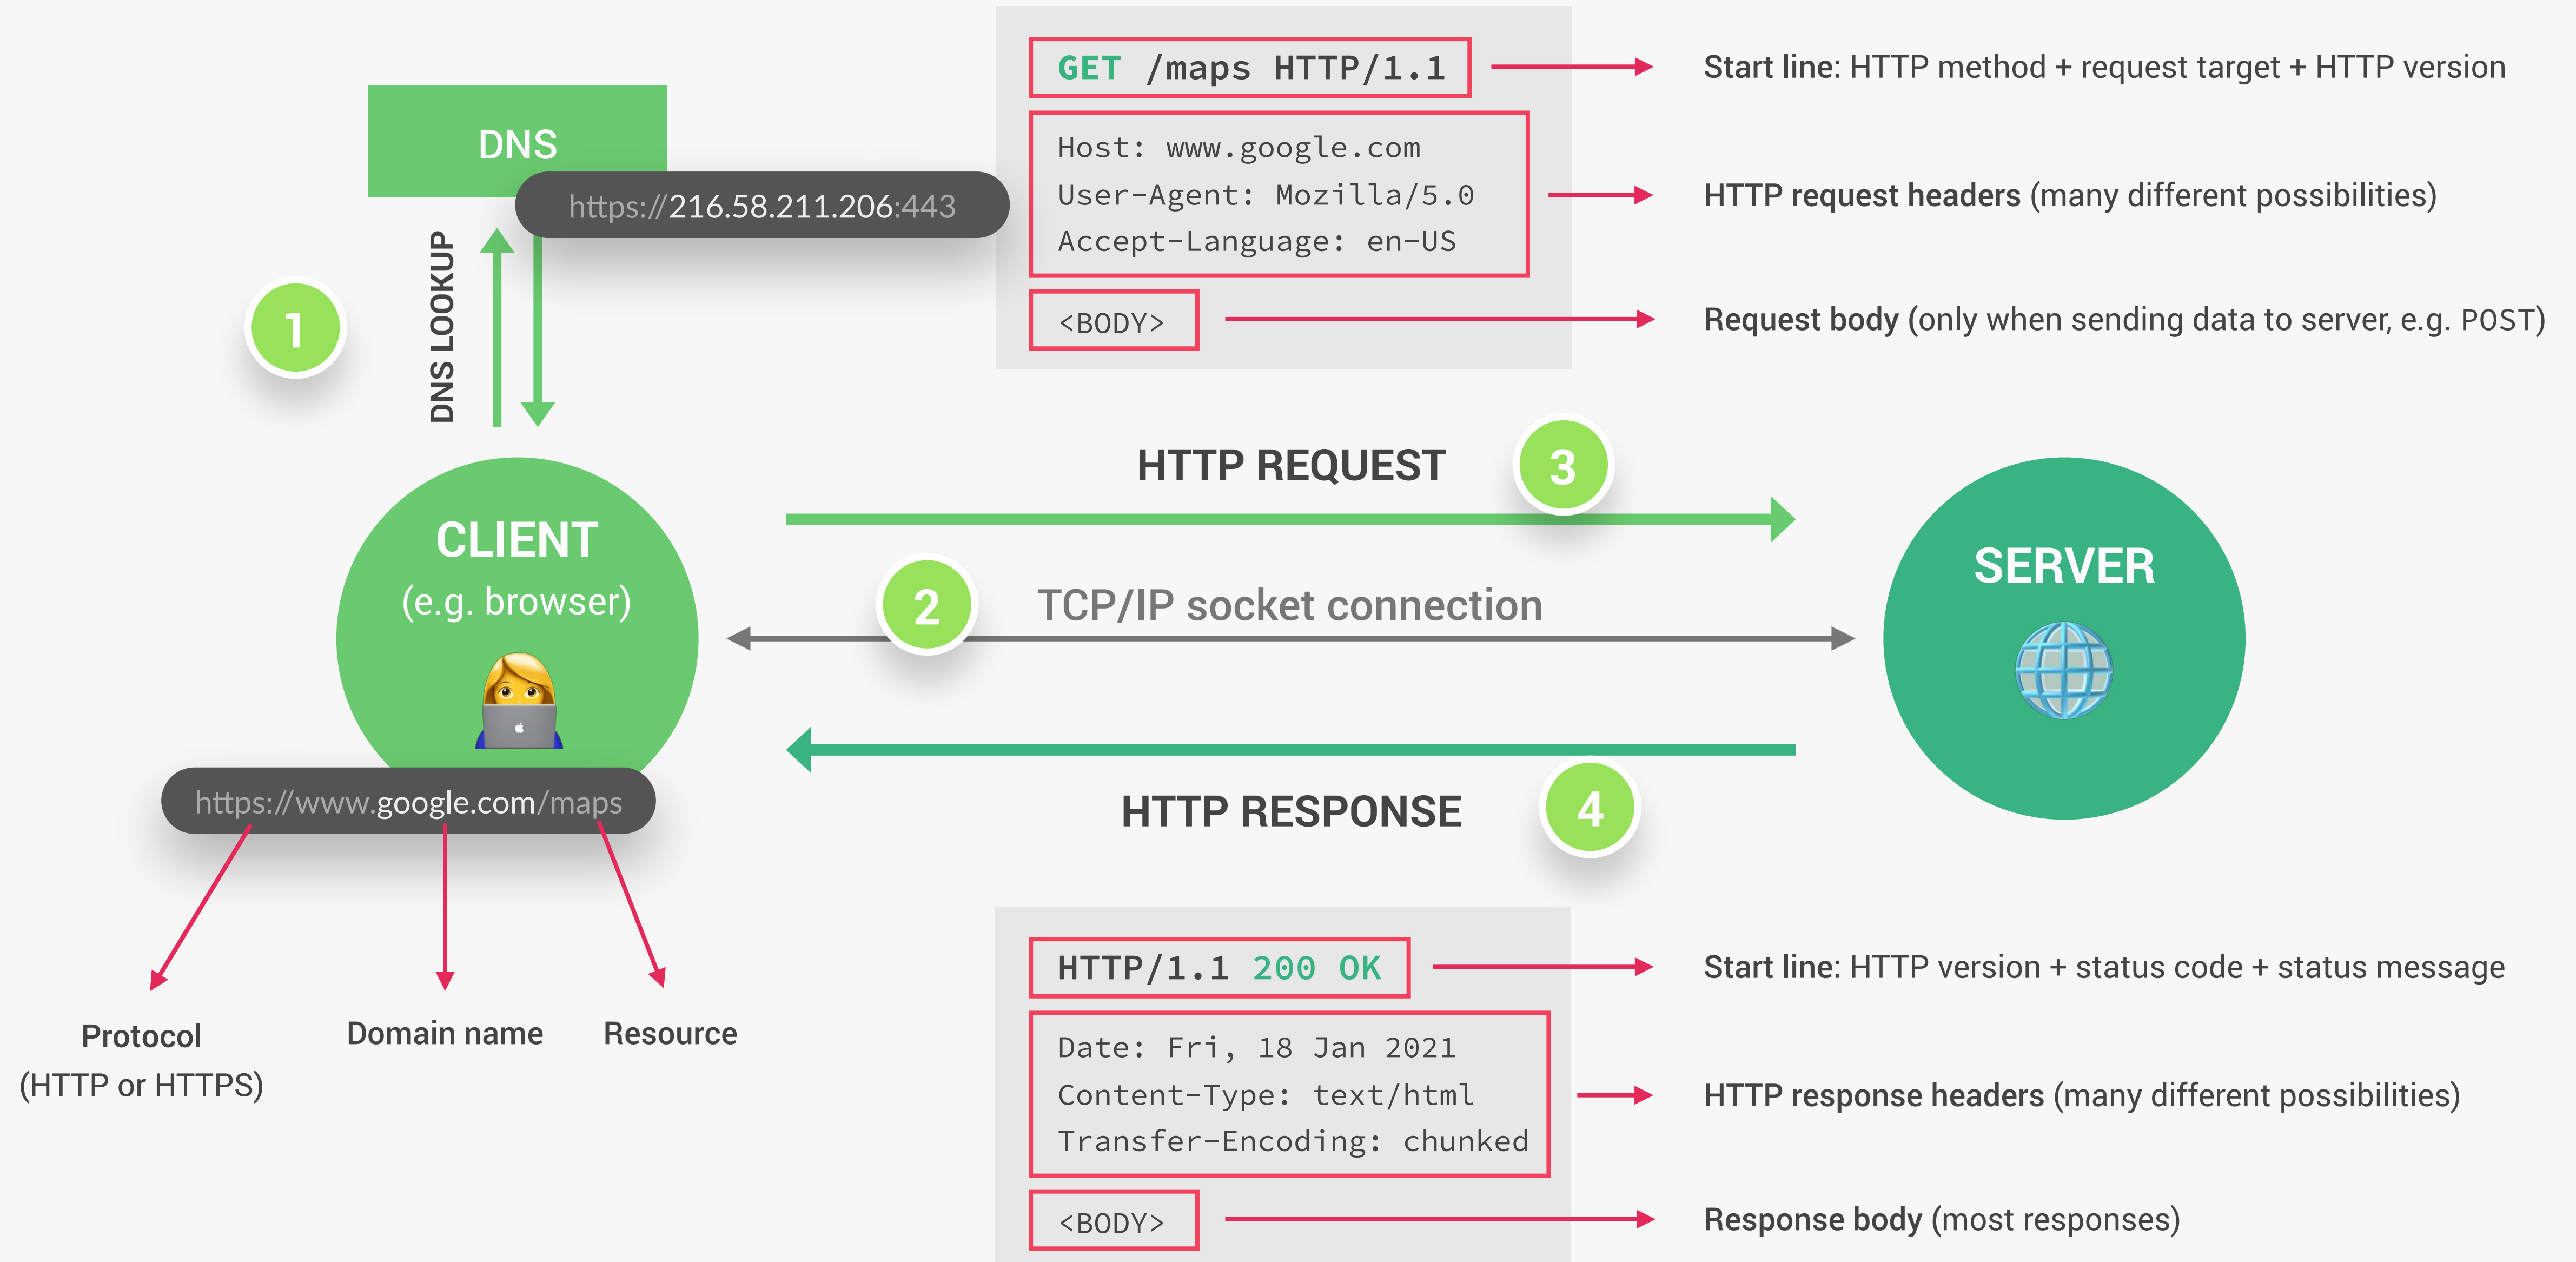 GET /maps HTTP/1.1
Start line: HTTP method + request target + HTTP version
DNS
Host: www.google.com
User-Agent: Mozilla/5.0
Accept-Language: en-US
HTTP request headers (many different possibilities)
https://216.58.211.206:443
<BODY>
Request body (only when sending data to server, e.g. POST)
1
DNS LOOKUP
HTTP REQUEST
3
CLIENT
(e.g. browser)
2
TCP/IP socket connection
SERVER
https://www.google.com/maps
HTTP RESPONSE
4
Protocol
(HTTP or HTTPS)
Domain name
Resource
HTTP/1.1 200 OK
Start line: HTTP version + status code + status message
Date: Fri, 18 Jan 2021
Content-Type: text/html
Transfer-Encoding: chunked
HTTP response headers (many different possibilities)
<BODY>
Response body (most responses)